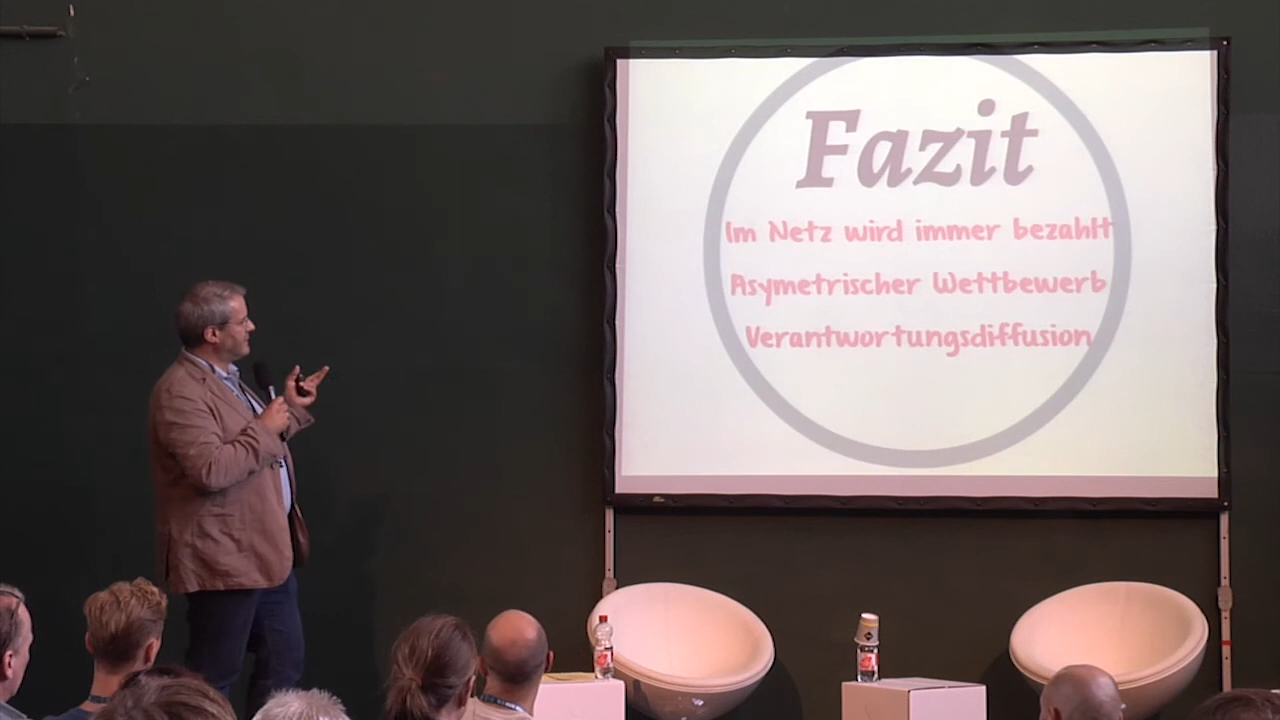 Fazit
Im Netz wird immer bezahlt
Asymetrischer Wettbewerb
Verantwortungsdiffusion